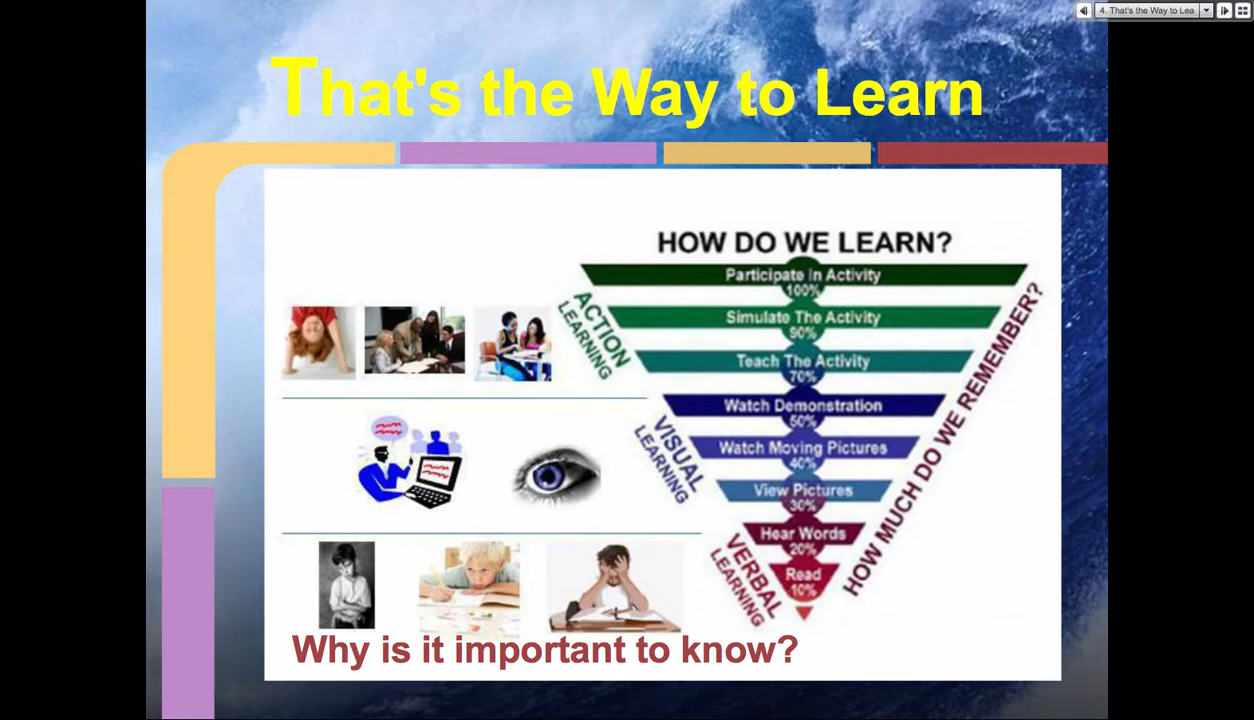 4. That's the Way to Lea
That's the Way to Learn
HOW DO WE LEARN?
Participate In Activity
100%
Simulate The Activity
90%
Teach The Activity
70%
ACTION
LEARNING
Watch Demonstration
50%
Watch Moving Pictures
40%
View Pictures
30%
VISUAL
LEARNING
Hear Words
20%
Read
10%
VERBAL
LEARNING
HOW MUCH DO WE REMEMBER?
Why is it important to know?